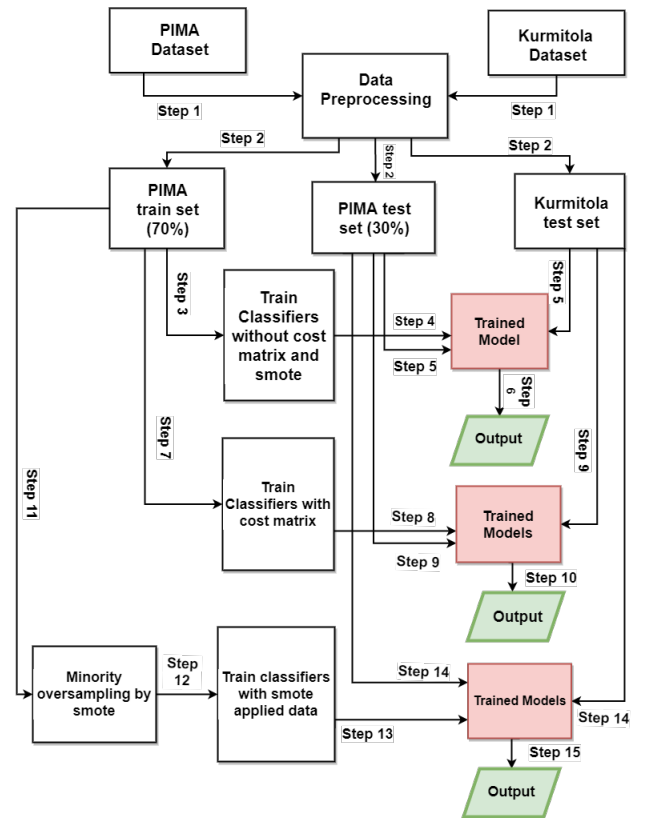 PIMA
Dataset
Kurmitola
Dataset
Data
Preprocessing
Step 1
Step 1
Step 2
Step 2
Step 2
PIMA
train set
(70%)
PIMA test
set (30%)
Kurmitola
test set
Step 3
Train
Classifiers
without cost
matrix and
smote
Step 4
Step 5
Trained
Model
Step 5
Step
6
Output
Step 7
Step 9
Step 11
Train
Classifiers with
cost matrix
Step 8
Step 9
Trained
Models
Step 10
Output
Minority
oversampling by
smote
Step
12
Train classifiers
with smote
applied data
Step 14
Step 13
Trained Models
Step 14
Step 15
Output